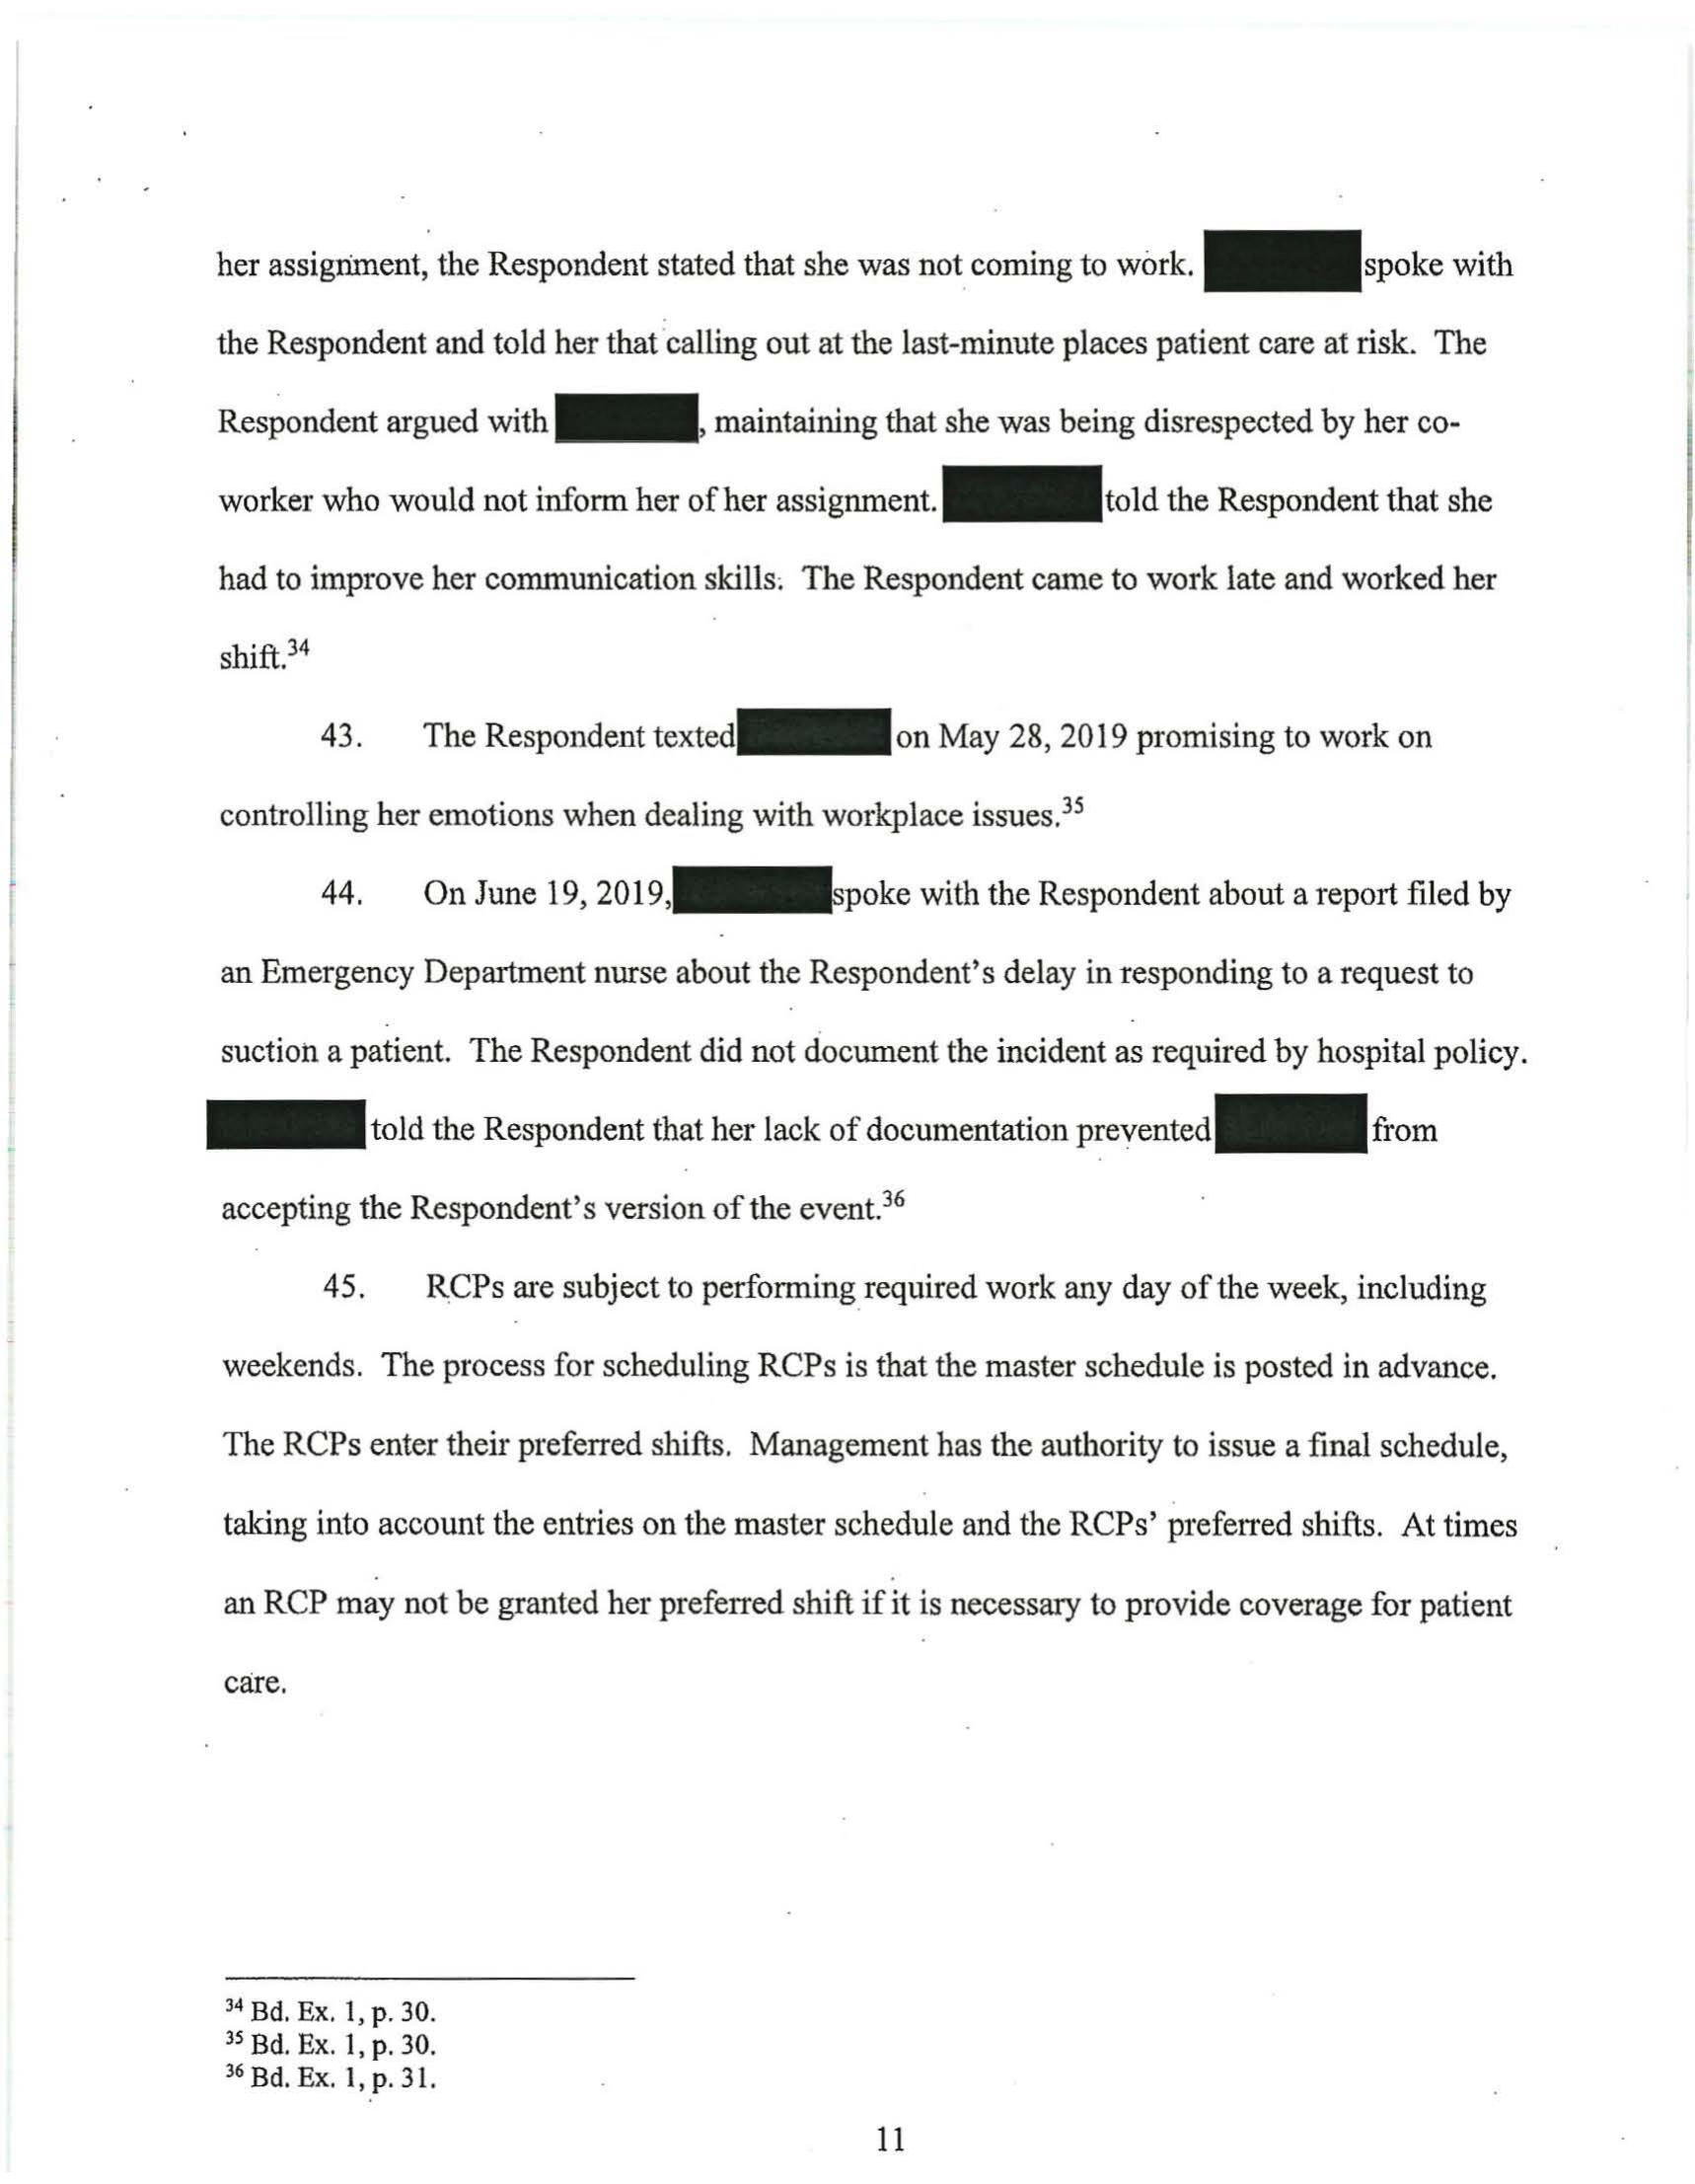 her assignment, the Respondent stated that she was not coming to work. spoke with
the Respondent and told her that calling out at the last-minute places patient care at risk. The
Respondent argued with , maintaining that she was being disrespected by her co-
worker who would not inform her of her assignment. told the Respondent that she
had to improve her communication skills. The Respondent came to work late and worked her
shift.34
43. The Respondent texted on May 28, 2019 promising to work on
controlling her emotions when dealing with workplace issues.35
44. On June 19, 2019, spoke with the Respondent about a report filed by
an Emergency Department nurse about the Respondent's delay in responding to a request to
suction a patient. The Respondent did not document the incident as required by hospital policy.
told the Respondent that her lack of documentation prevented from
accepting the Respondent's version of the event.36
45. RCPs are subject to performing required work any day of the week, including
weekends. The process for scheduling RCPs is that the master schedule is posted in advance.
The RCPs enter their preferred shifts. Management has the authority to issue a final schedule,
taking into account the entries on the master schedule and the RCPs' preferred shifts. At times
an RCP may not be granted her preferred shift if it is necessary to provide coverage for patient
care.
34 Bd. Ex. 1, p. 30.
35 Bd. Ex. 1, p. 30.
36 Bd. Ex. 1, p. 31.
11